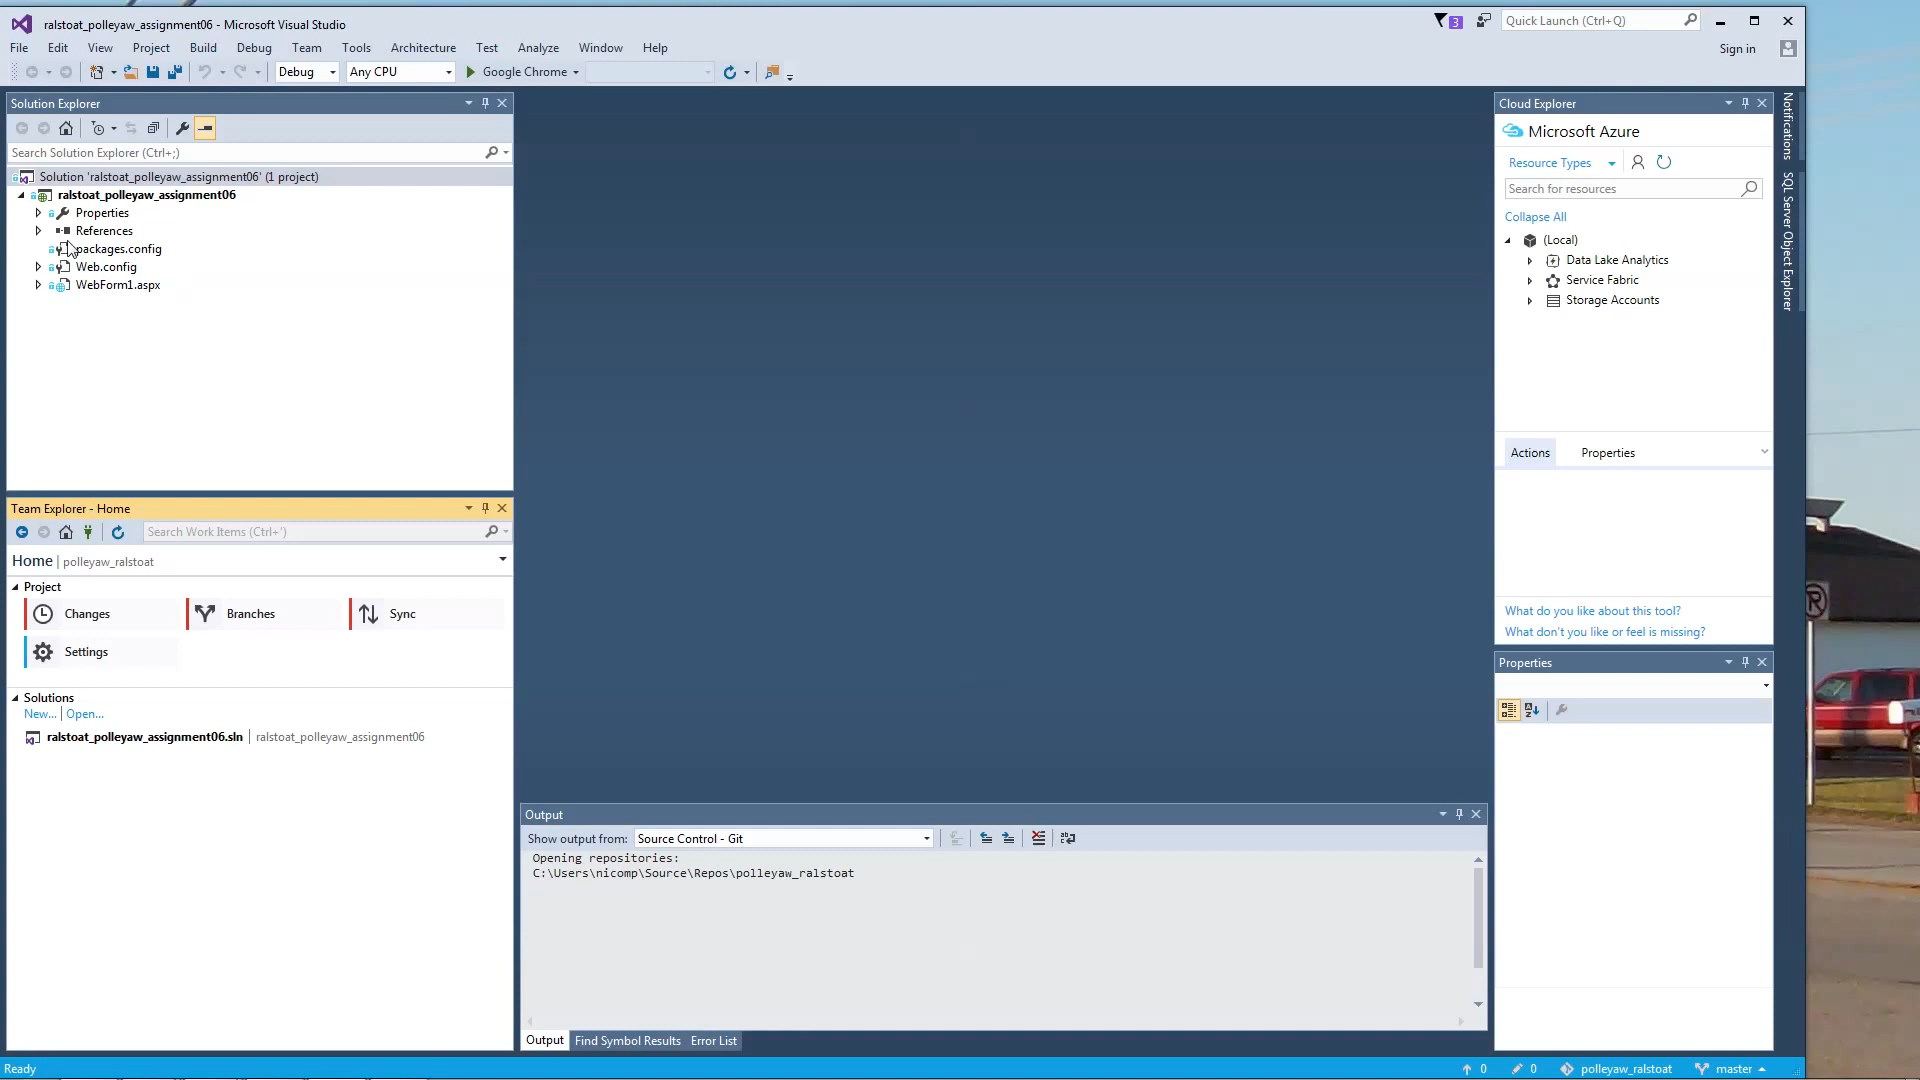 ralstoat_polleyaw_assignment06 - Microsoft Visual Studio
3
Quick Launch (Ctrl+Q)
File Edit View Project Build Debug Team Tools Architecture Test Analyze Window Help
Sign in
Debug Any CPU Google Chrome
Solution Explorer
Search Solution Explorer (Ctrl+;)
Solution 'ralstoat_polleyaw_assignment06' (1 project)
ralstoat_polleyaw_assignment06
Properties
References
packages.config
Web.config
WebForm1.aspx
Team Explorer - Home
Search Work Items (Ctrl+')
Home | polleyaw_ralstoat
Project
Changes Branches Sync
Settings
Solutions
New... | Open...
ralstoat_polleyaw_assignment06.sln | ralstoat_polleyaw_assignment06
Output
Show output from: Source Control - Git
Opening repositories:
C:\Users\nicomp\Source\Repos\polleyaw_ralstoat
Output Find Symbol Results Error List
Cloud Explorer
Microsoft Azure
Resource Types
Search for resources
Collapse All
(Local)
Data Lake Analytics
Service Fabric
Storage Accounts
Actions Properties
What do you like about this tool?
What don't you like or feel is missing?
Properties
Notifications
SQL Server Object Explorer
Ready
0 0 polleyaw_ralstoat master